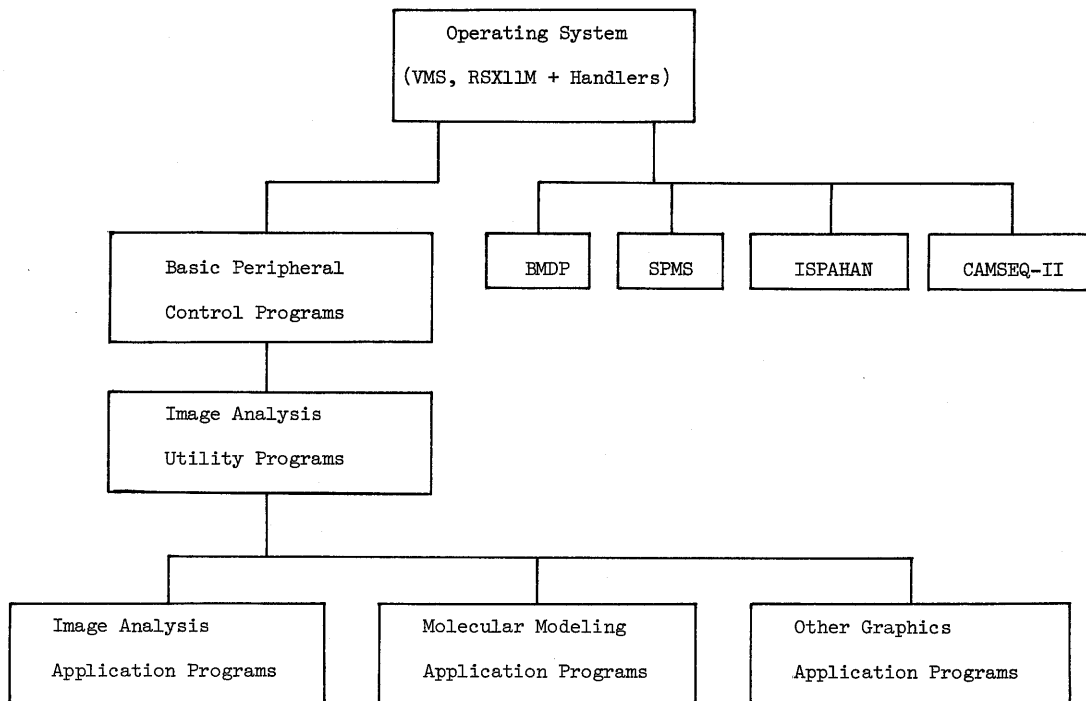 Operating System
(VMS, RSX11M + Handlers)
Basic Peripheral
Control Programs
BMDP
SPMS
ISPAHAN
CAMSEQ-II
Image Analysis
Utility Programs
Image Analysis
Application Programs
Molecular Modeling
Application Programs
Other Graphics
Application Programs